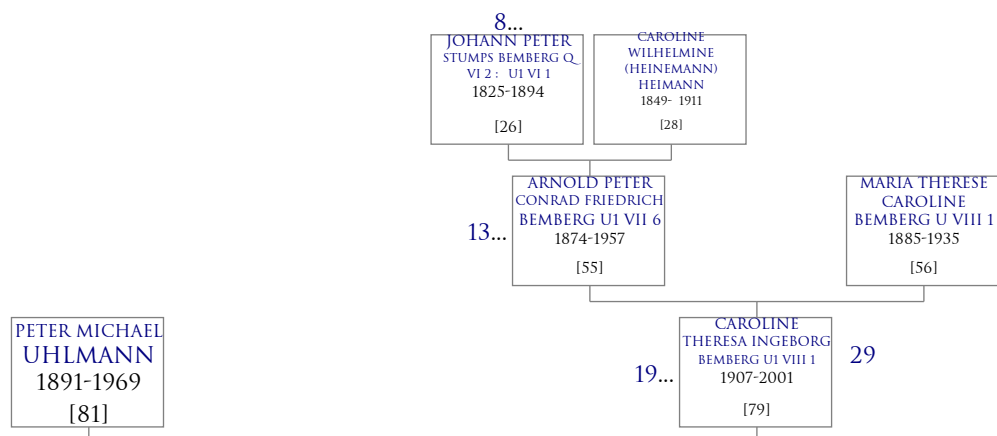 8...
JOHANN PETER
STUMPS BEMBERG Q
VI 2 : U1 VI 1
1825-1894
[26]
CAROLINE
WILHELMINE
(HEINEMANN)
HEIMANN
1849- 1911
[28]
13...
ARNOLD PETER
CONRAD FRIEDRICH
BEMBERG U1 VII 6
1874-1957
[55]
MARIA THERESE
CAROLINE
BEMBERG U VIII 1
1885-1935
[56]
PETER MICHAEL
UHLMANN
1891-1969
[81]
19...
CAROLINE
THERESA INGEBORG
BEMBERG U1 VIII 1
1907-2001
[79]
29